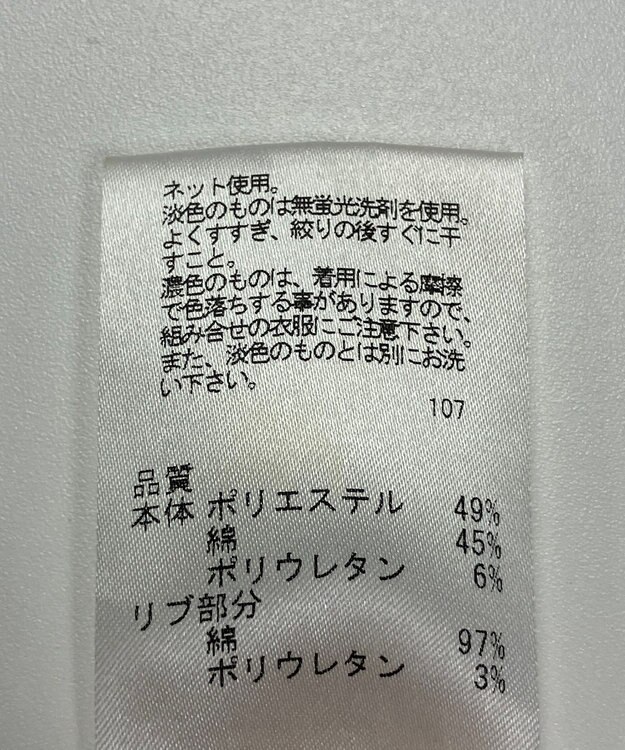 ネット使用。
淡色のものは無蛍光洗剤を使用。
よくすすぎ、絞りの後すぐに干
すこと。
濃色のものは、着用による摩擦
で色落ちする事がありますので、
組み合せの衣服にご注意下さい。
また、淡色のものとは別にお洗
い下さい。
107
品質
本体 ポリエステル 49%
綿 45%
ポリウレタン 6%
リブ部分
綿 97%
ポリウレタン 3%